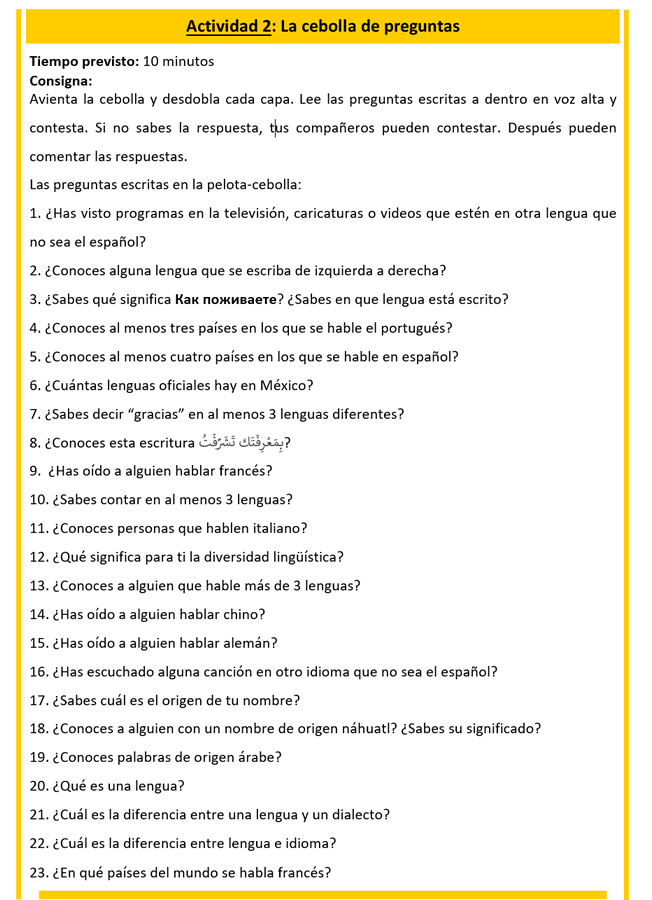 Actividad 2: La cebolla de preguntas
Tiempo previsto: 10 minutos
Consigna:
Avienta la cebolla y desdobla cada capa. Lee las preguntas escritas a dentro en voz alta y
contesta. Si no sabes la respuesta, tus compañeros pueden contestar. Después pueden
comentar las respuestas.
Las preguntas escritas en la pelota-cebolla:
1. ¿Has visto programas en la televisión, caricaturas o videos que estén en otra lengua que
no sea el español?
2. ¿Conoces alguna lengua que se escriba de izquierda a derecha?
3. ¿Sabes qué significa Как поживаете? ¿Sabes en que lengua está escrito?
4. ¿Conoces al menos tres países en los que se hable el portugués?
5. ¿Conoces al menos cuatro países en los que se hable en español?
6. ¿Cuántas lenguas oficiales hay en México?
7. ¿Sabes decir “gracias” en al menos 3 lenguas diferentes?
8. ¿Conoces esta escritura بِمَعْرِفَتَك تَشَرَّفْتُ?
9. ¿Has oído a alguien hablar francés?
10. ¿Sabes contar en al menos 3 lenguas?
11. ¿Conoces personas que hablen italiano?
12. ¿Qué significa para ti la diversidad lingüística?
13. ¿Conoces a alguien que hable más de 3 lenguas?
14. ¿Has oído a alguien hablar chino?
15. ¿Has oído a alguien hablar alemán?
16. ¿Has escuchado alguna canción en otro idioma que no sea el español?
17. ¿Sabes cuál es el origen de tu nombre?
18. ¿Conoces a alguien con un nombre de origen náhuatl? ¿Sabes su significado?
19. ¿Conoces palabras de origen árabe?
20. ¿Qué es una lengua?
21. ¿Cuál es la diferencia entre una lengua y un dialecto?
22. ¿Cuál es la diferencia entre lengua e idioma?
23. ¿En qué países del mundo se habla francés?